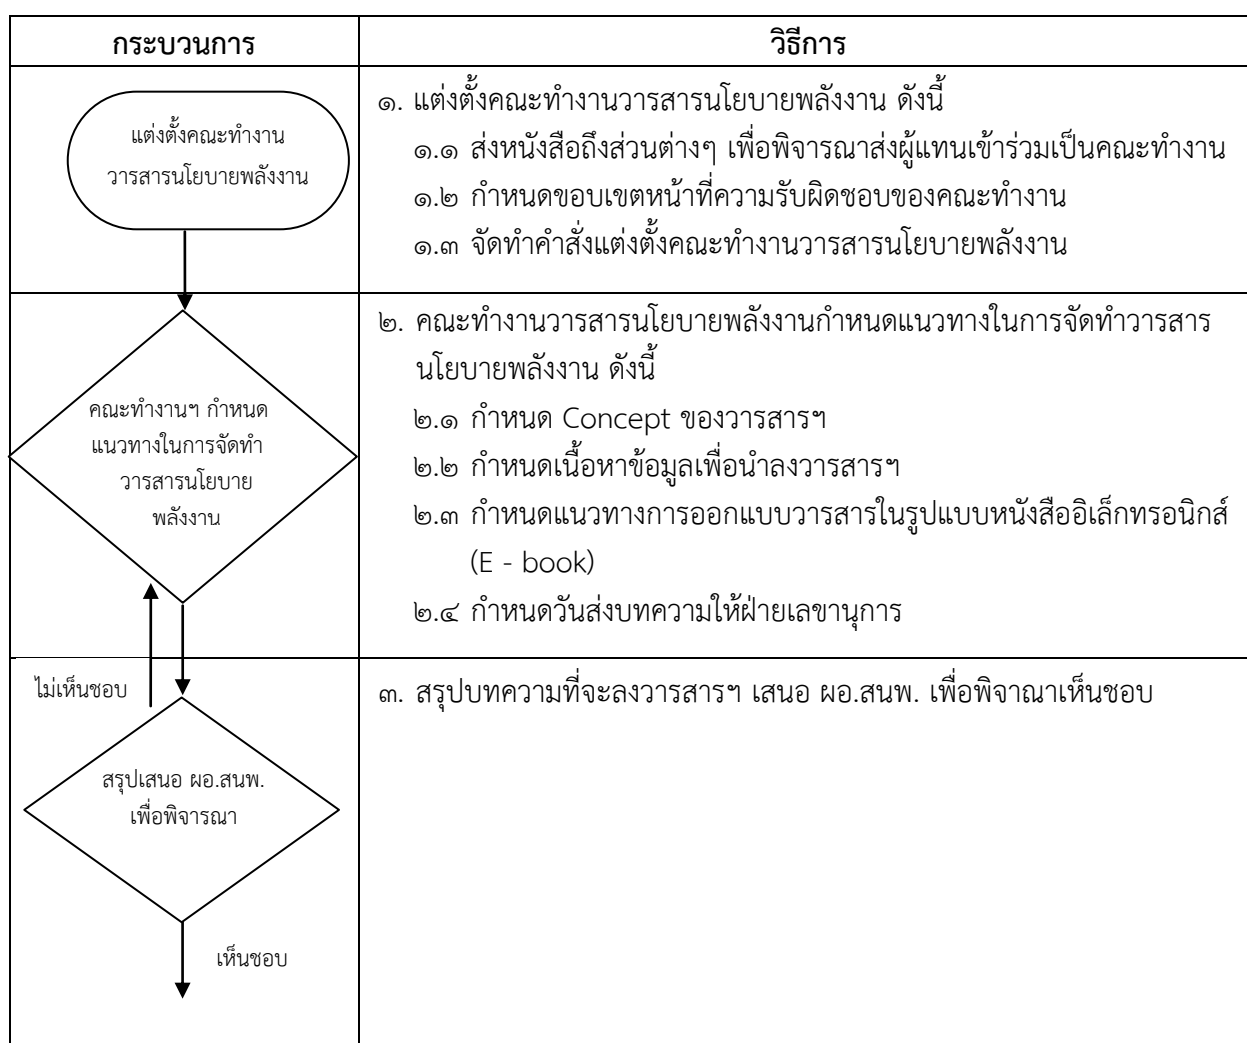 กระบวนการ
วิธีการ
แต่งตั้งคณะทำงาน
วารสารนโยบายพลังงาน
๑. แต่งตั้งคณะทำงานวารสารนโยบายพลังงาน ดังนี้
๑.๑ ส่งหนังสือถึงส่วนต่างๆ เพื่อพิจารณาส่งผู้แทนเข้าร่วมเป็นคณะทำงาน
๑.๒ กำหนดขอบเขตหน้าที่ความรับผิดชอบของคณะทำงาน
๑.๓ จัดทำคำสั่งแต่งตั้งคณะทำงานวารสารนโยบายพลังงาน
คณะทำงานฯ กำหนด
แนวทางในการจัดทำ
วารสารนโยบาย
พลังงาน
๒. คณะทำงานวารสารนโยบายพลังงานกำหนดแนวทางในการจัดทำวารสาร
นโยบายพลังงาน ดังนี้
๒.๑ กำหนด Concept ของวารสารฯ
๒.๒ กำหนดเนื้อหาข้อมูลเพื่อนำลงวารสารฯ
๒.๓ กำหนดแนวทางการออกแบบวารสารในรูปแบบหนังสืออิเล็กทรอนิกส์
(E - book)
๒.๔ กำหนดวันส่งบทความให้ฝ่ายเลขานุการ
ไม่เห็นชอบ
สรุปเสนอ ผอ.สนพ.
เพื่อพิจารณา
เห็นชอบ
๓. สรุปบทความที่จะลงวารสารฯ เสนอ ผอ.สนพ. เพื่อพิจาณาเห็นชอบ